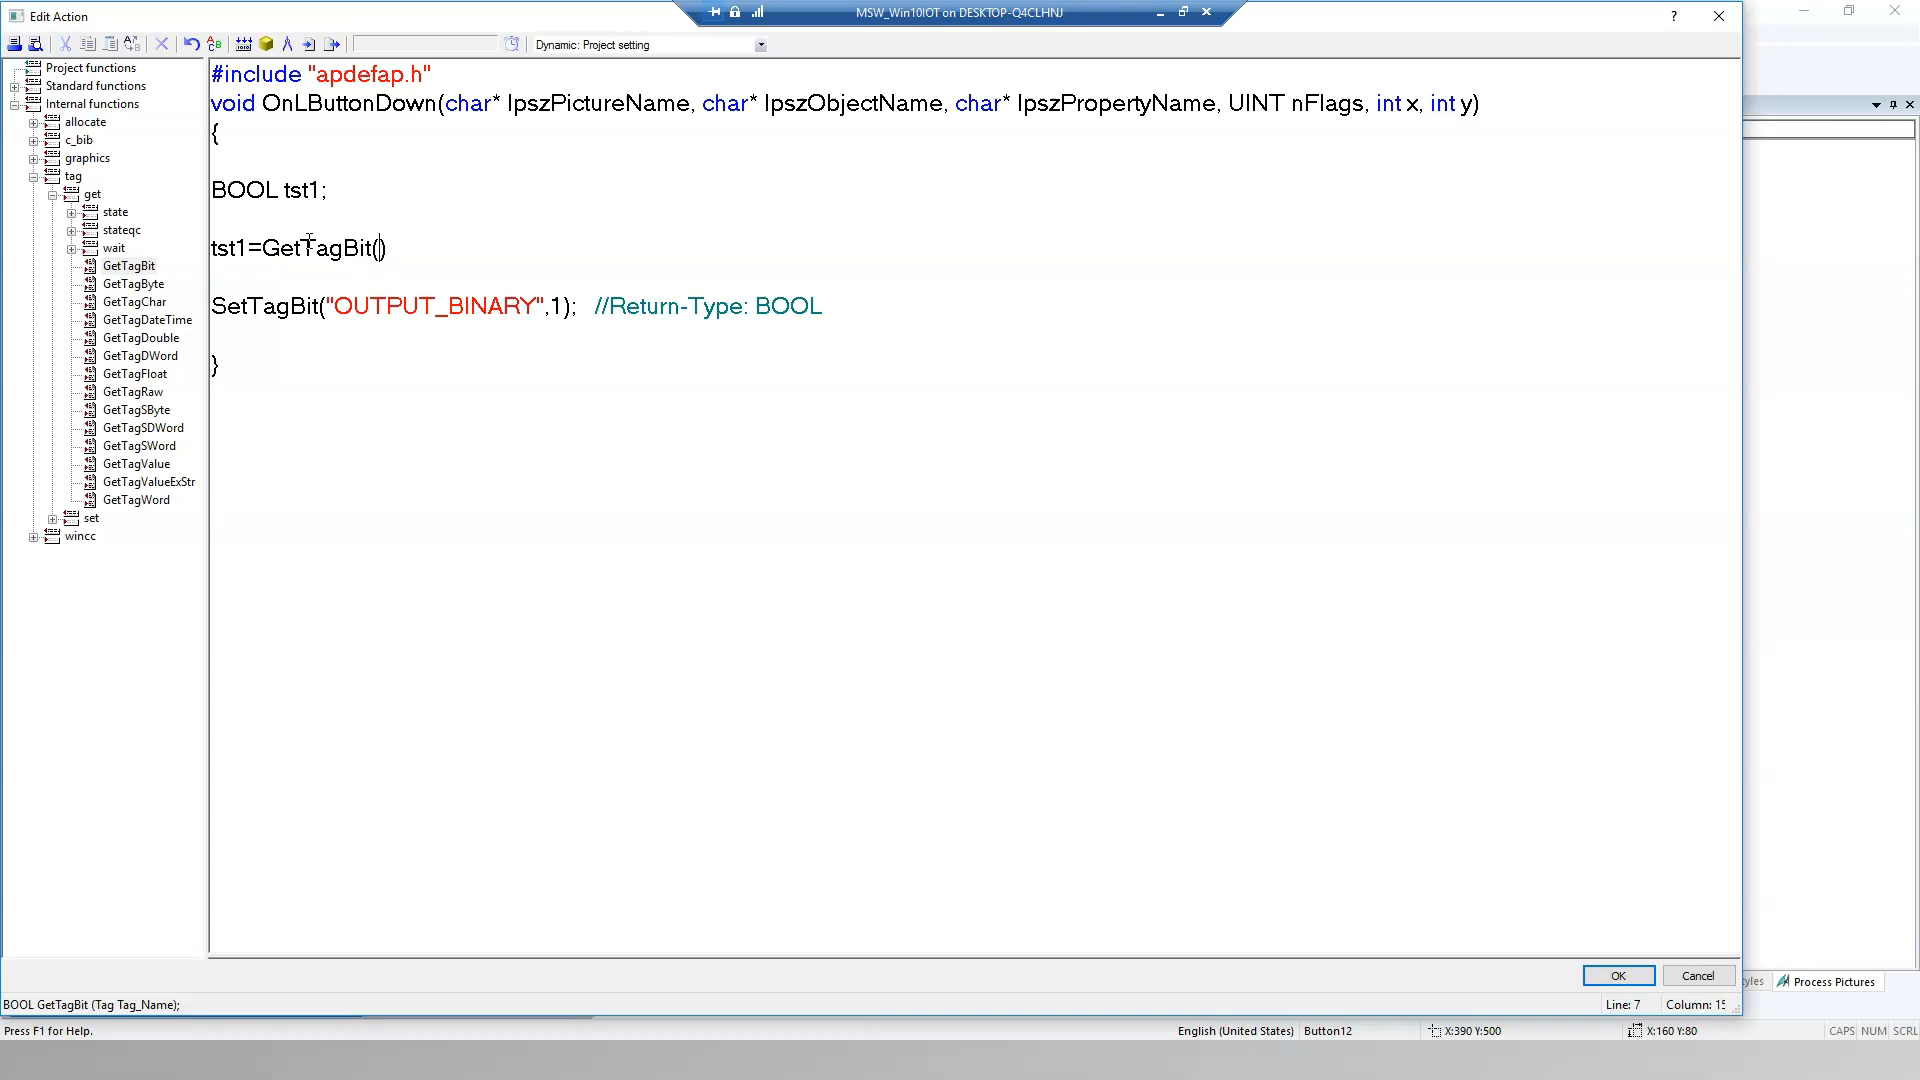 Edit Action
MSW_Win10IOT on DESKTOP-Q4CLHNJ
Dynamic: Project setting
Project functions
Standard functions
Internal functions
allocate
c_bib
graphics
tag
get
state
stateqc
wait
GetTagBit
GetTagByte
GetTagChar
GetTagDateTime
GetTagDouble
GetTagDWord
GetTagFloat
GetTagRaw
GetTagSByte
GetTagSDWord
GetTagSWord
GetTagValue
GetTagValueExStr
GetTagWord
set
wincc
#include "apdefap.h"
void OnLButtonDown(char* lpszPictureName, char* lpszObjectName, char* lpszPropertyName, UINT nFlags, int x, int y)
{
BOOL tst1;
tst1=GetTagBit()
SetTagBit("OUTPUT_BINARY",1); //Return-Type: BOOL
}
OK
Cancel
Process Pictures
BOOL GetTagBit (Tag Tag_Name);
Line: 7
Column: 15
Press F1 for Help.
English (United States)
Button12
X:390 Y:500
X:160 Y:80
CAPS NUM SCRL